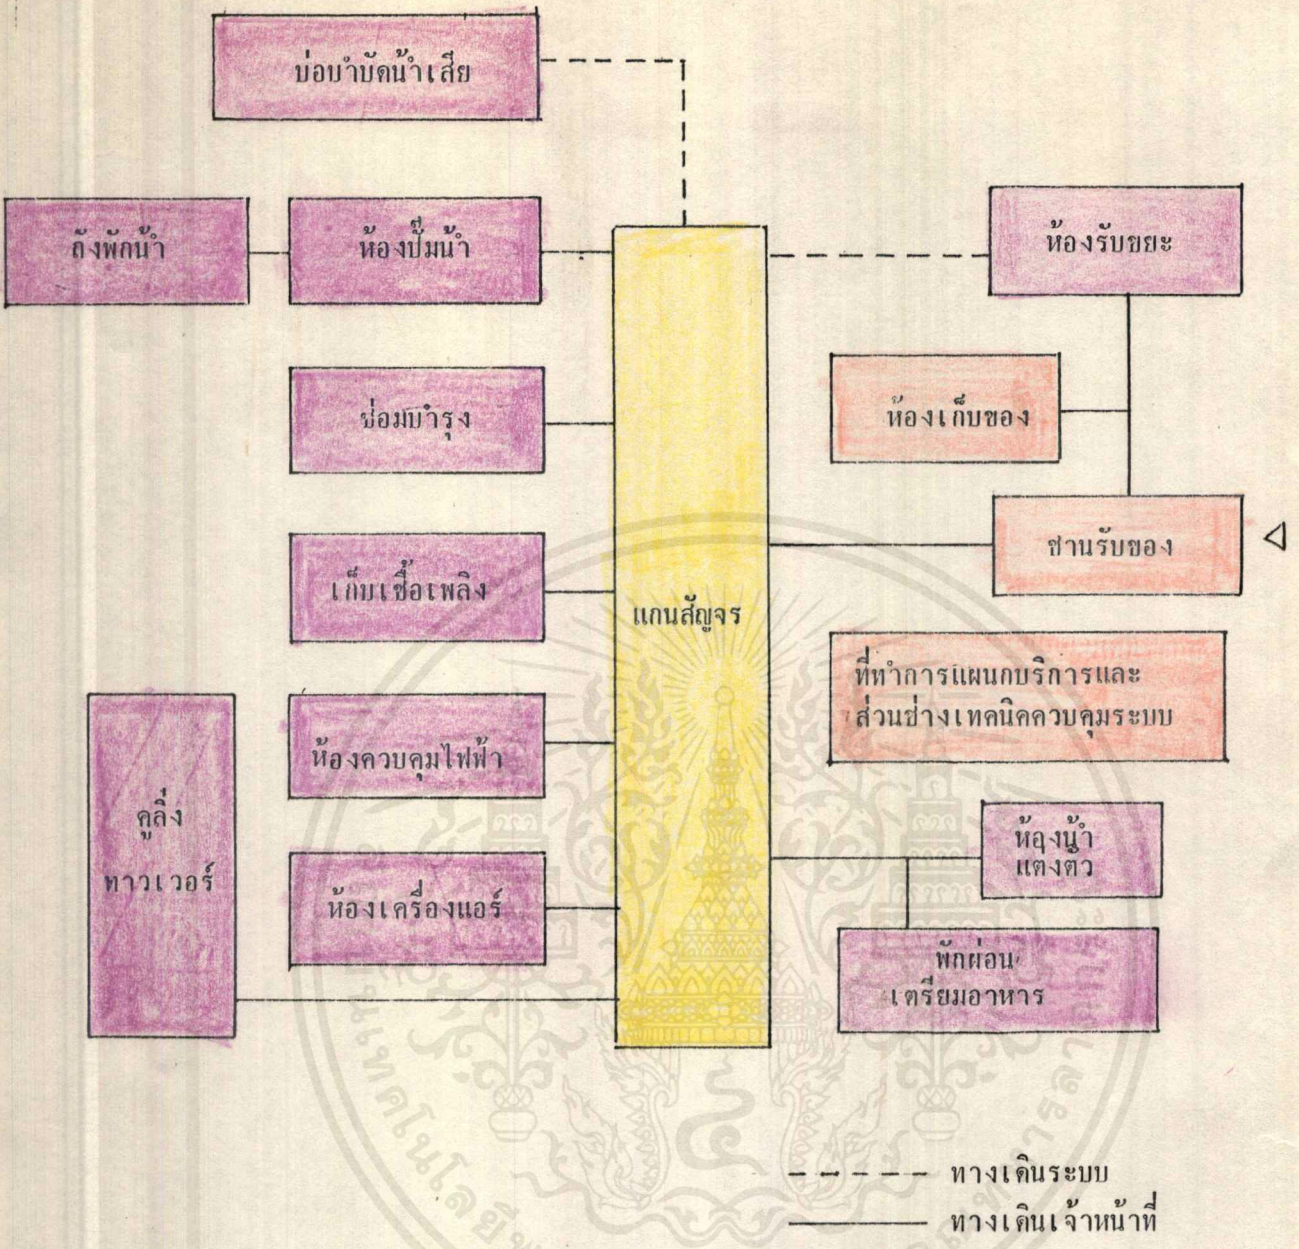 บ่อบำบัดน้ำเสีย
ถังพักน้ำ
ห้องปั๊มน้ำ
ห้องรับขยะ
ซ่อมบำรุง
ห้องเก็บของ
ชานรับของ
เก็บเชื้อเพลิง
แกนสัญจร
ที่ทำการแผนกบริการและ
ส่วนช่างเทคนิคควบคุมระบบ
ห้องควบคุมไฟฟ้า
คูลิ่ง
ทาวเวอร์
ห้องน้ำ
แต่งตัว
ห้องเครื่องแอร์
พักผ่อน
เตรียมอาหาร
ทางเดินระบบ
ทางเดินเจ้าหน้าที่